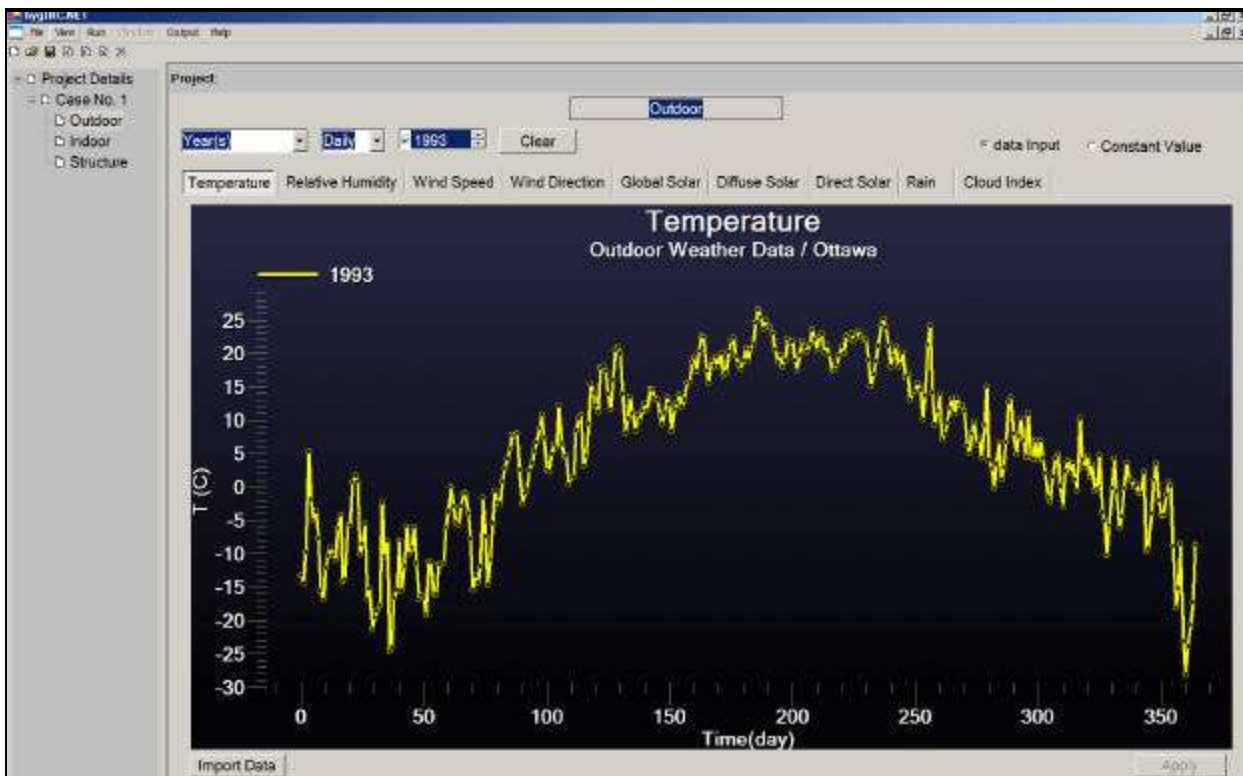 hygIRC.NET
File View Run Window Output Help
Project Details
Case No. 1
Outdoor
Indoor
Structure
Project:
Outdoor
Year(s) Daily 1993 Clear data Input Constant Value
Temperature Relative Humidity Wind Speed Wind Direction Global Solar Diffuse Solar Direct Solar Rain Cloud Index
Temperature
Outdoor Weather Data / Ottawa
1993
25
20
15
10
5
0
-5
-10
-15
-20
-25
-30
T (C)
0 50 100 150 200 250 300 350
Time(day)
Import Data Apply